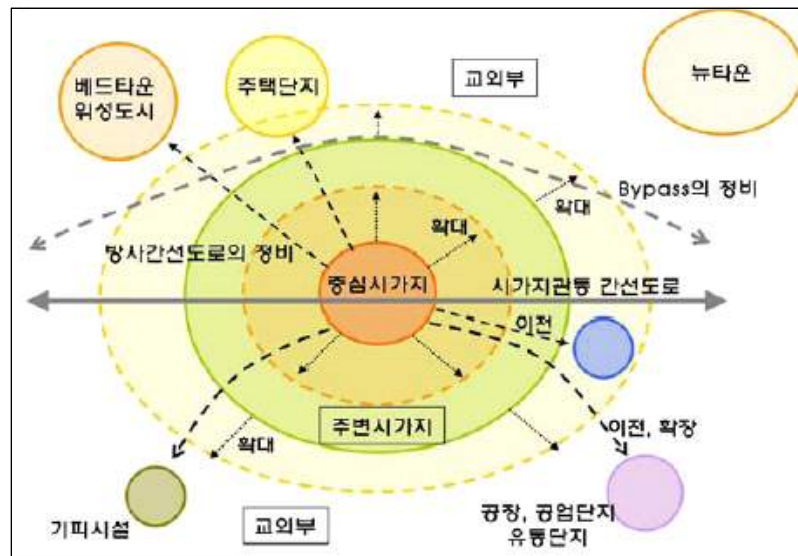 베드타운
위성도시
주택단지
교외부
뉴타운
Bypass의 정비
확대
확대
방사간선도로의 정비
중심시가지
시가지관통 간선도로
이전
주변시가지
확대
이전, 확장
기피시설
교외부
공장, 공업단지
유통단지